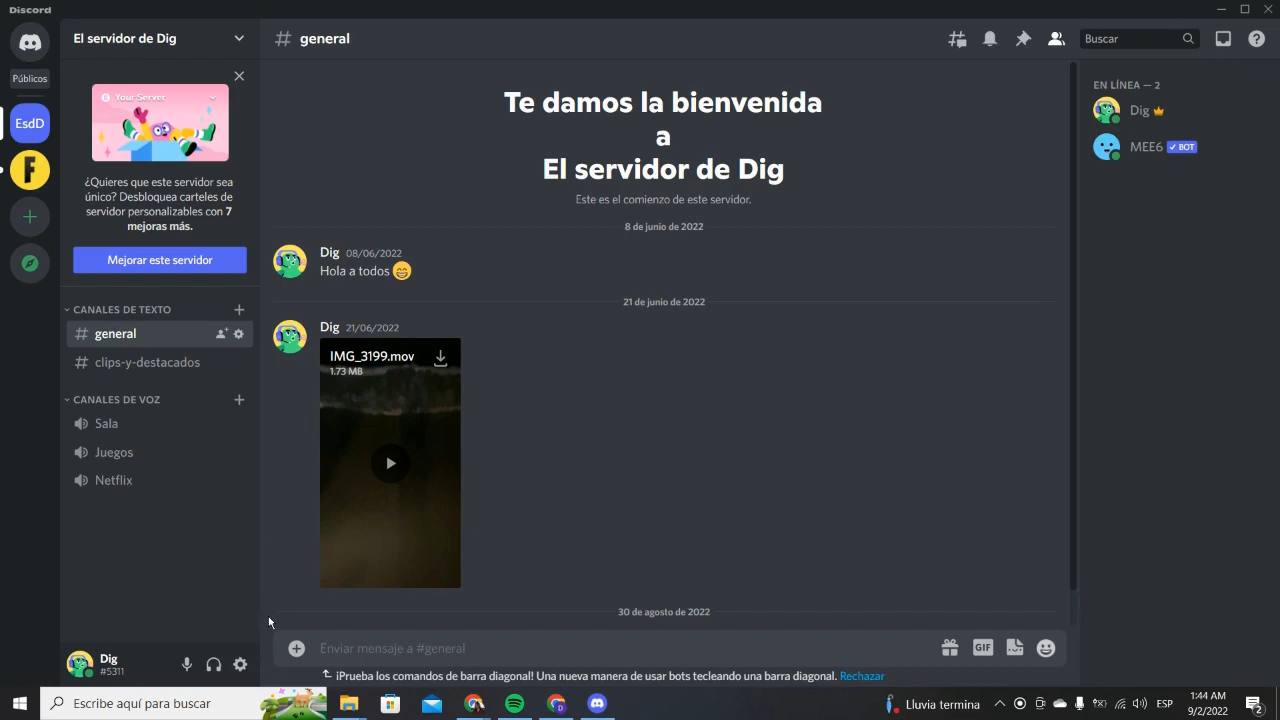 Discord
El servidor de Dig
general
Buscar
Públicos
EsdD
F
Your Server
¿Quieres que este servidor sea
único? Desbloquea carteles de
servidor personalizables con 7
mejoras más.
Mejorar este servidor
CANALES DE TEXTO
general
clips-y-destacados
CANALES DE VOZ
Sala
Juegos
Netflix
Dig
#5311
Te damos la bienvenida
a
El servidor de Dig
Este es el comienzo de este servidor.
8 de junio de 2022
Dig 08/06/2022
Hola a todos
21 de junio de 2022
Dig 21/06/2022
IMG_3199.mov
1.73 MB
30 de agosto de 2022
Enviar mensaje a #general
GIF
¡Prueba los comandos de barra diagonal! Una nueva manera de usar bots tecleando una barra diagonal. Rechazar
EN LÍNEA — 2
Dig
MEE6 ✓ BOT
Escribe aquí para buscar
Lluvia termina
ESP
1:44 AM
9/2/2022
2